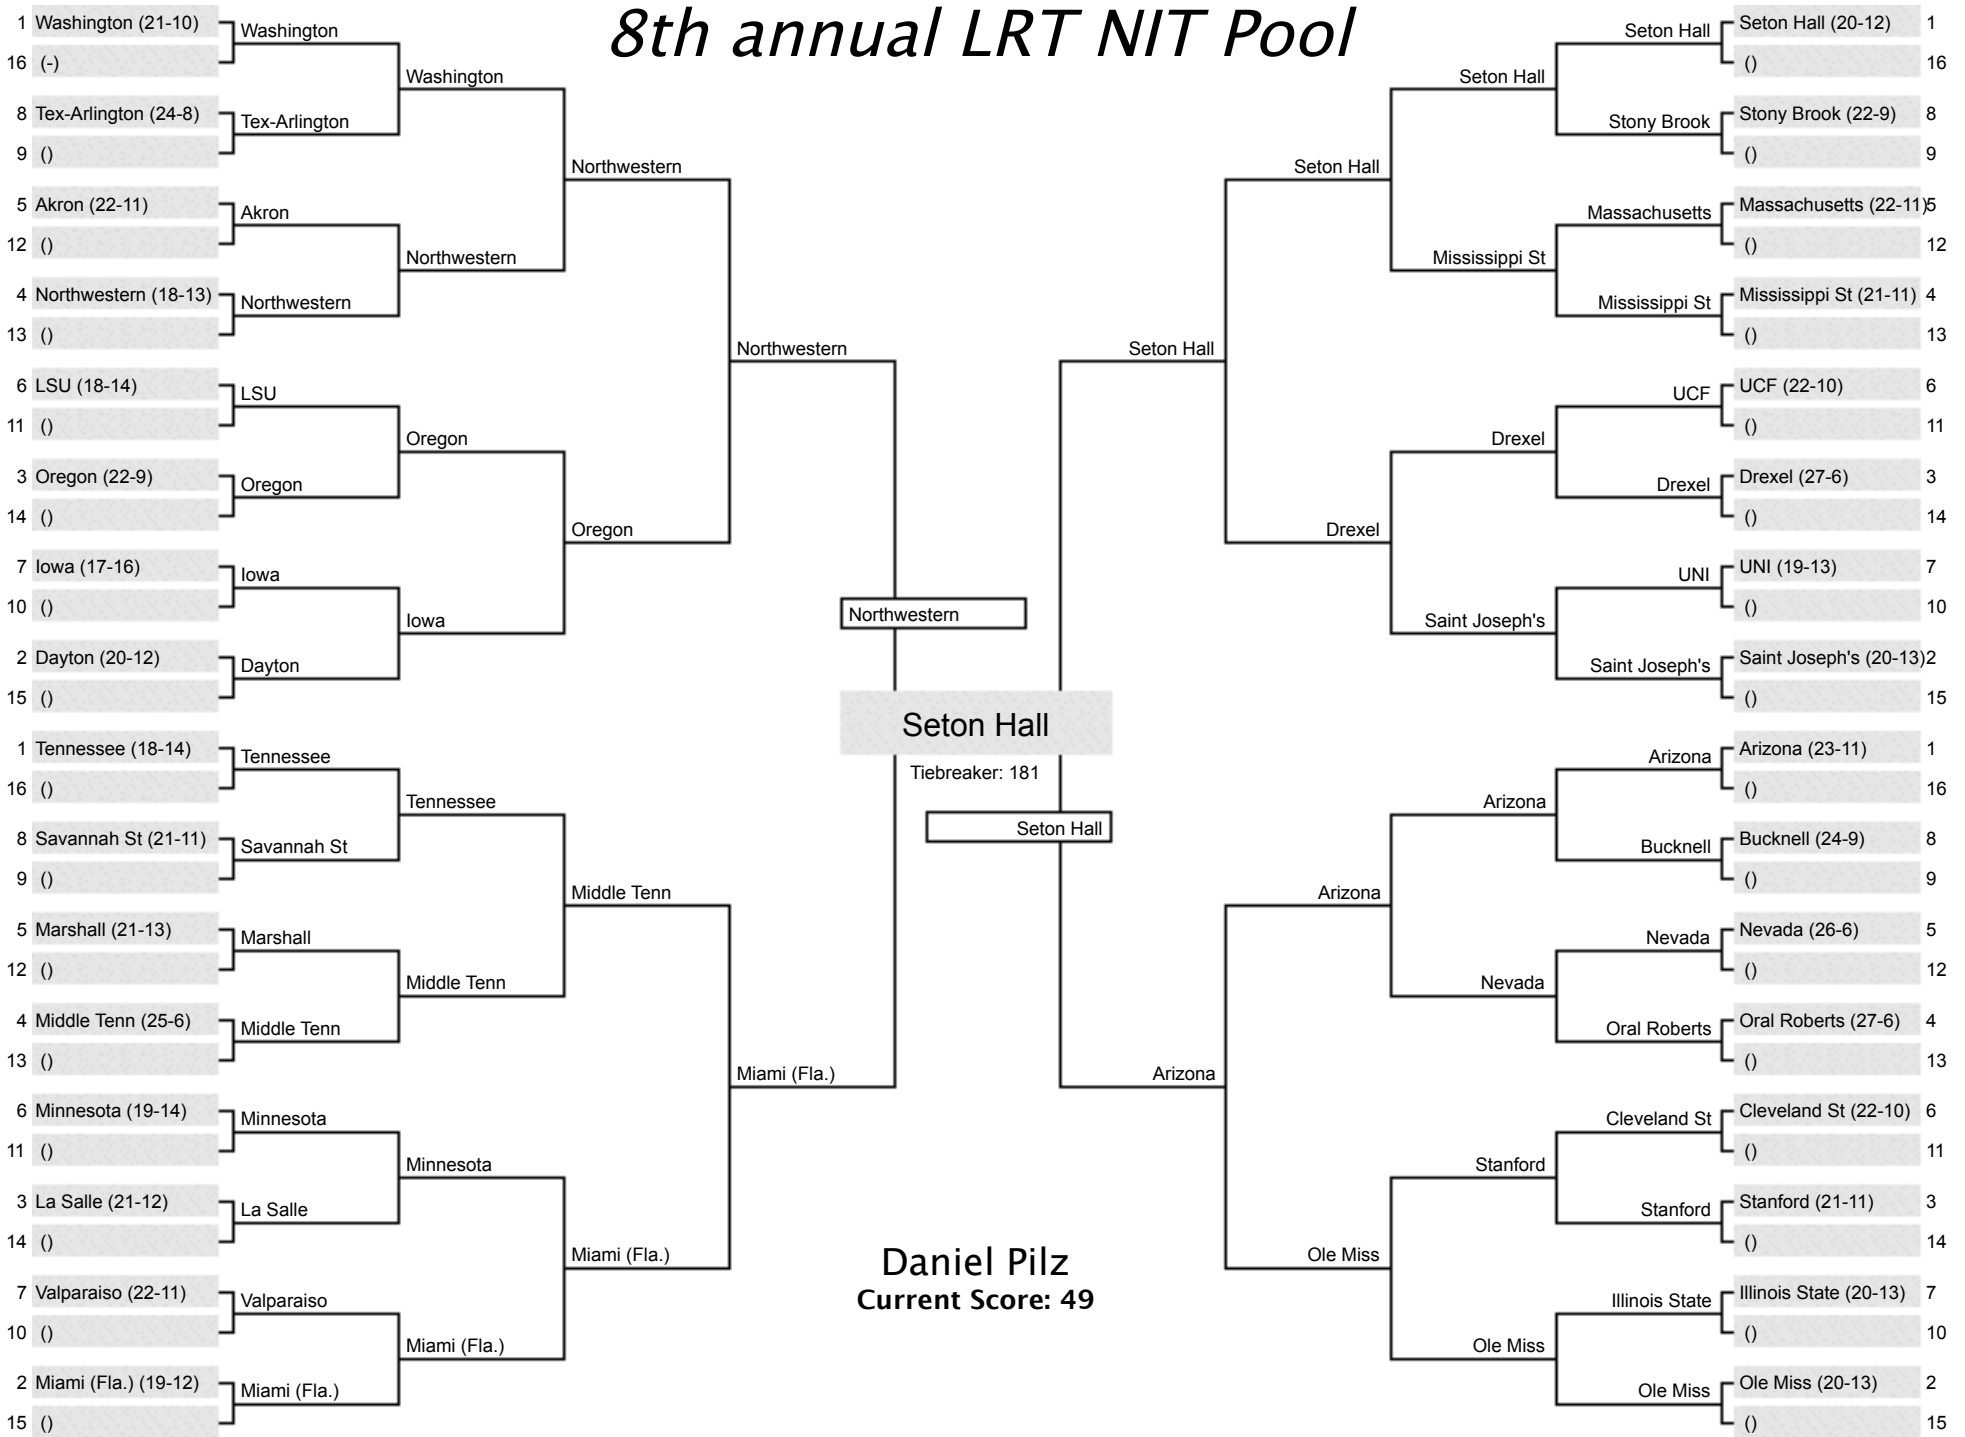 8th annual LRT NIT Pool
1 Washington (21-10)
16 (-)
8 Tex-Arlington (24-8)
9 ()
5 Akron (22-11)
12 ()
4 Northwestern (18-13)
13 ()
6 LSU (18-14)
11 ()
3 Oregon (22-9)
14 ()
7 Iowa (17-16)
10 ()
2 Dayton (20-12)
15 ()
1 Tennessee (18-14)
16 ()
8 Savannah St (21-11)
9 ()
5 Marshall (21-13)
12 ()
4 Middle Tenn (25-6)
13 ()
6 Minnesota (19-14)
11 ()
3 La Salle (21-12)
14 ()
7 Valparaiso (22-11)
10 ()
2 Miami (Fla.) (19-12)
15 ()
Washington
Tex-Arlington
Akron
Northwestern
LSU
Oregon
Iowa
Dayton
Tennessee
Savannah St
Marshall
Middle Tenn
Minnesota
La Salle
Valparaiso
Miami (Fla.)
Washington
Northwestern
Oregon
Iowa
Tennessee
Middle Tenn
Minnesota
Miami (Fla.)
Northwestern
Oregon
Middle Tenn
Miami (Fla.)
Northwestern
Miami (Fla.)
Northwestern
Seton Hall
Tiebreaker: 181
Seton Hall
Daniel Pilz
Current Score: 49
Seton Hall
Arizona
Seton Hall
Drexel
Arizona
Ole Miss
Seton Hall
Mississippi St
Drexel
Saint Joseph's
Arizona
Nevada
Stanford
Ole Miss
Seton Hall
Stony Brook
Massachusetts
Mississippi St
UCF
Drexel
UNI
Saint Joseph's
Arizona
Bucknell
Nevada
Oral Roberts
Cleveland St
Stanford
Illinois State
Ole Miss
Seton Hall (20-12) 1
() 16
Stony Brook (22-9) 8
() 9
Massachusetts (22-11) 5
() 12
Mississippi St (21-11) 4
() 13
UCF (22-10) 6
() 11
Drexel (27-6) 3
() 14
UNI (19-13) 7
() 10
Saint Joseph's (20-13) 2
() 15
Arizona (23-11) 1
() 16
Bucknell (24-9) 8
() 9
Nevada (26-6) 5
() 12
Oral Roberts (27-6) 4
() 13
Cleveland St (22-10) 6
() 11
Stanford (21-11) 3
() 14
Illinois State (20-13) 7
() 10
Ole Miss (20-13) 2
() 15